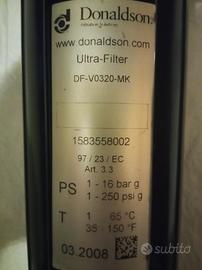 Donaldson
www.donaldson.com
Ultra-Filter
DF-V0320-MK
1583558002
97 / 23 / EC
Art. 3.3
PS 1 - 16 bar g
1 - 250 psi g
T 1 65 °C
35 - 150 °F
03.2008
subito